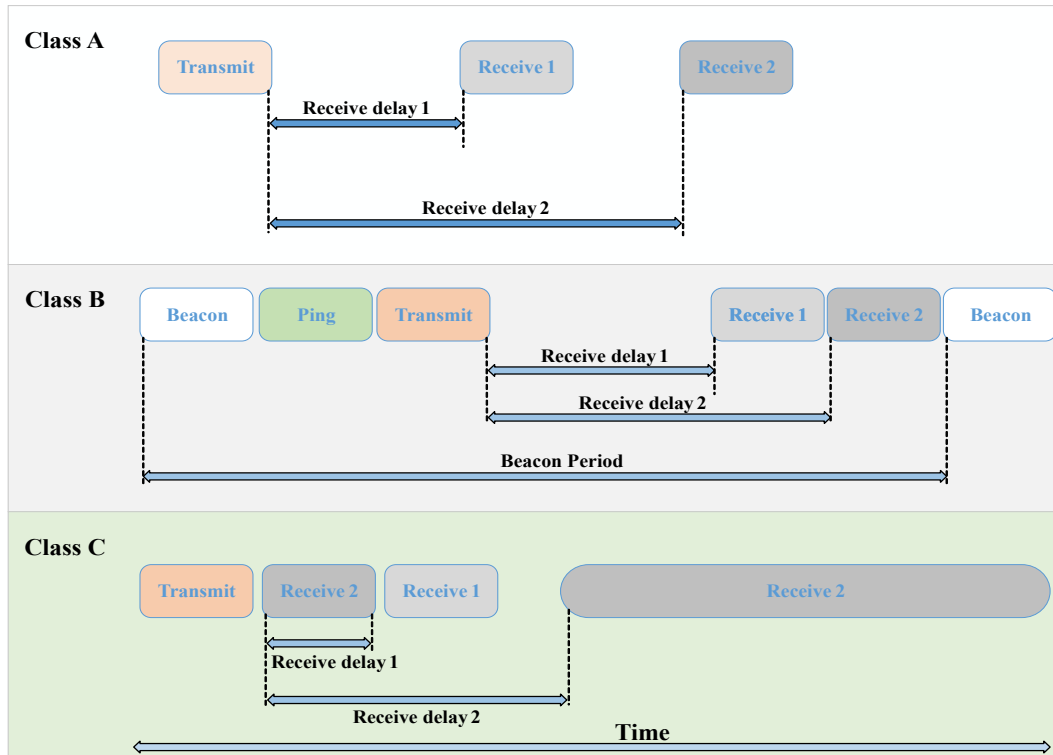 Class A
Transmit
Receive 1
Receive 2
Receive delay 1
Receive delay 2
Class B
Beacon
Ping
Transmit
Receive 1
Receive 2
Beacon
Receive delay 1
Receive delay 2
Beacon Period
Class C
Transmit
Receive 2
Receive 1
Receive 2
Receive delay 1
Receive delay 2
Time